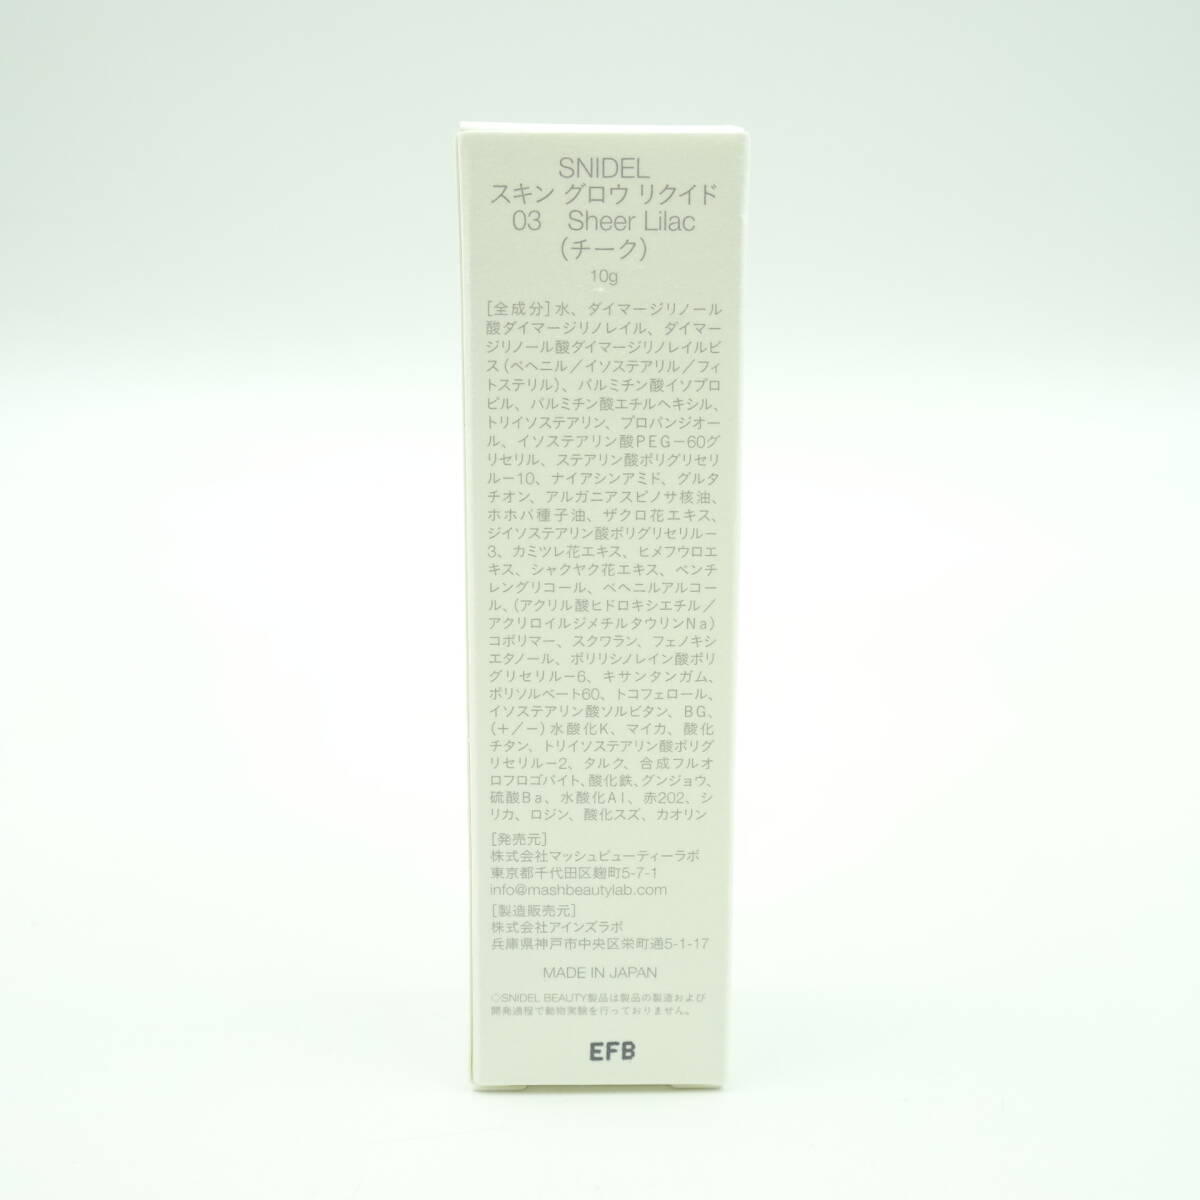 SNIDEL
スキン グロウ リクイド
03 Sheer Lilac
(チーク)
10g
[全成分]水、ダイマージリノール
酸ダイマージリノレイル、ダイマー
ジリノール酸ダイマージリノレイルビ
ス(ベヘニル/イソステアリル/フィ
トステリル)、パルミチン酸イソプロ
ピル、パルミチン酸エチルヘキシル、
トリイソステアリン、プロパンジオー
ル、イソステアリン酸PEG-60グ
リセリル、ステアリン酸ポリグリセリ
ル-10、ナイアシンアミド、グルタ
チオン、アルガニアスピノサ核油、
ホホバ種子油、ザクロ花エキス、
ジイソステアリン酸ポリグリセリル-
3、カミツレ花エキス、ヒメフウロエ
キス、シャクヤク花エキス、ペンチ
レングリコール、ベヘニルアルコー
ル、(アクリル酸ヒドロキシエチル/
アクリロイルジメチルタウリンNa)
コポリマー、スクワラン、フェノキシ
エタノール、ポリリシノレイン酸ポリ
グリセリル-6、キサンタンガム、
ポリソルベート60、トコフェロール、
イソステアリン酸ソルビタン、BG、
(+/-)水酸化K、マイカ、酸化
チタン、トリイソステアリン酸ポリグ
リセリル-2、タルク、合成フルオ
ロフロゴパイト、酸化鉄、グンジョウ、
硫酸Ba、水酸化Al、赤202、シ
リカ、ロジン、酸化スズ、カオリン
[発売元]
株式会社マッシュビューティーラボ
東京都千代田区麹町5-7-1
info@mashbeautylab.com
[製造販売元]
株式会社アインズラボ
兵庫県神戸市中央区栄町通5-1-17
MADE IN JAPAN
◇SNIDEL BEAUTY製品は製品の製造および
開発過程で動物実験を行っておりません。
EFB